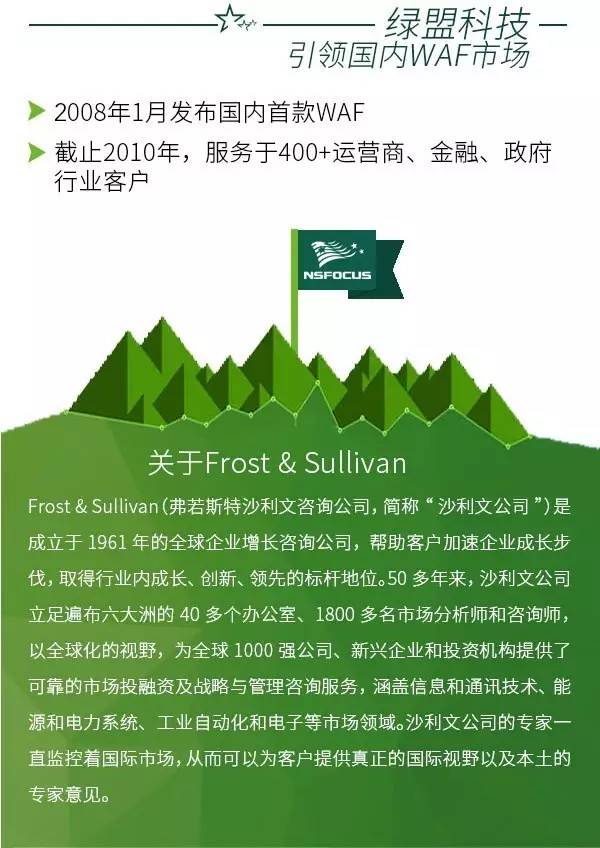 绿盟科技
引领国内WAF市场
2008年1月发布国内首款WAF
截止2010年，服务于400+运营商、金融、政府
行业客户
NSFOCUS
关于Frost & Sullivan
Frost & Sullivan（弗若斯特沙利文咨询公司，简称“沙利文公司”）是
成立于 1961 年的全球企业增长咨询公司，帮助客户加速企业成长步
伐，取得行业内成长、创新、领先的标杆地位。50 多年来，沙利文公司
立足遍布六大洲的 40 多个办公室、1800 多名市场分析师和咨询师，
以全球化的视野，为全球 1000 强公司、新兴企业和投资机构提供了
可靠的市场投融资及战略与管理咨询服务，涵盖信息和通讯技术、能
源和电力系统、工业自动化和电子等市场领域。沙利文公司的专家一
直监控着国际市场，从而可以为客户提供真正的国际视野以及本土的
专家意见。